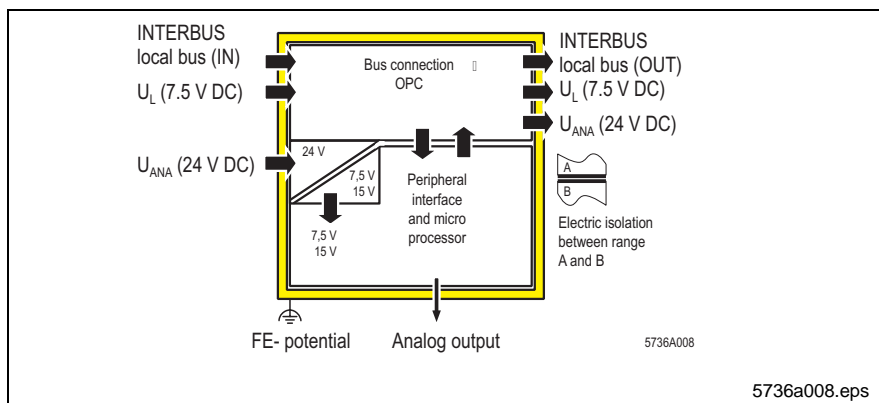 INTERBUS
local bus (IN)
U_L (7.5 V DC)
U_ANA (24 V DC)
Bus connection
OPC
INTERBUS
local bus (OUT)
U_L (7.5 V DC)
U_ANA (24 V DC)
24 V
7,5 V
15 V
7,5 V
15 V
Peripheral
interface
and micro
processor
A
B
Electric isolation
between range
A and B
FE- potential
Analog output
5736A008
5736a008.eps